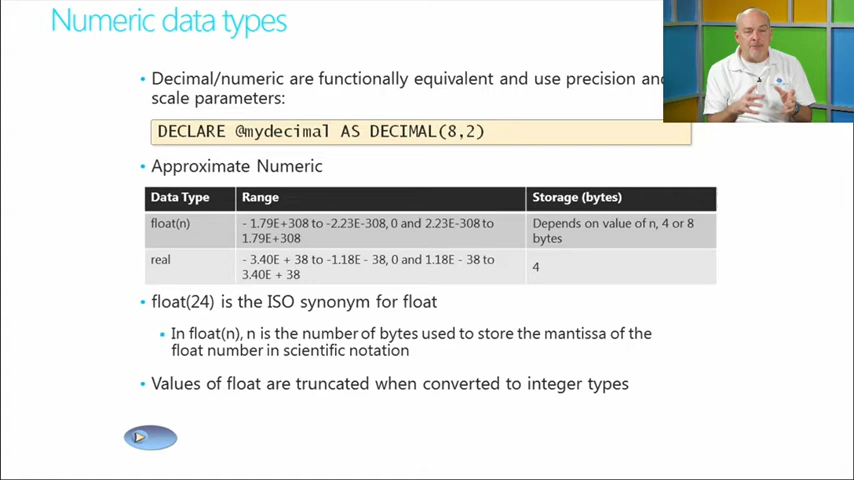 Numeric data types
• Decimal/numeric are functionally equivalent and use precision and
scale parameters:
DECLARE @mydecimal AS DECIMAL(8,2)
• Approximate Numeric
Data Type Range Storage (bytes)
float(n) - 1.79E+308 to -2.23E-308, 0 and 2.23E-308 to Depends on value of n, 4 or 8
1.79E+308 bytes
real - 3.40E + 38 to -1.18E - 38, 0 and 1.18E - 38 to 4
3.40E + 38
• float(24) is the ISO synonym for float
• In float(n), n is the number of bytes used to store the mantissa of the
float number in scientific notation
• Values of float are truncated when converted to integer types